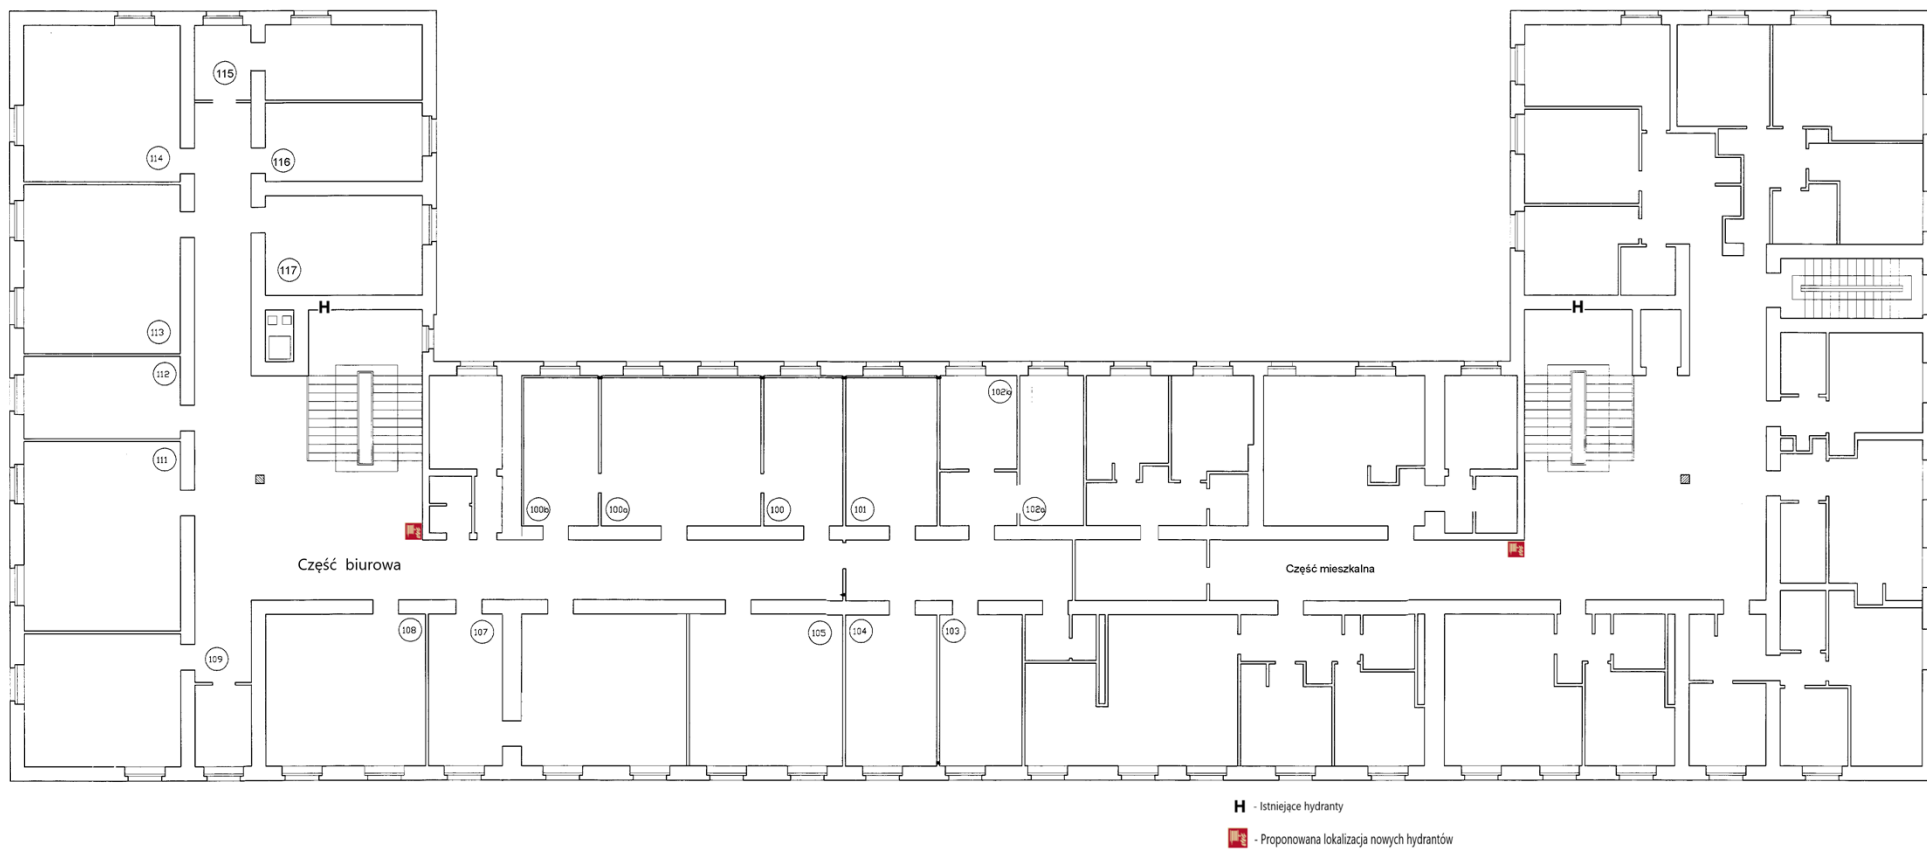 115
114
116
117
113
112
102b
111
100b
100a
100
101
102a
H
H
Część biurowa
Część mieszkalna
108
107
105
104
103
109
H - Istniejące hydranty
- Proponowana lokalizacja nowych hydrantów